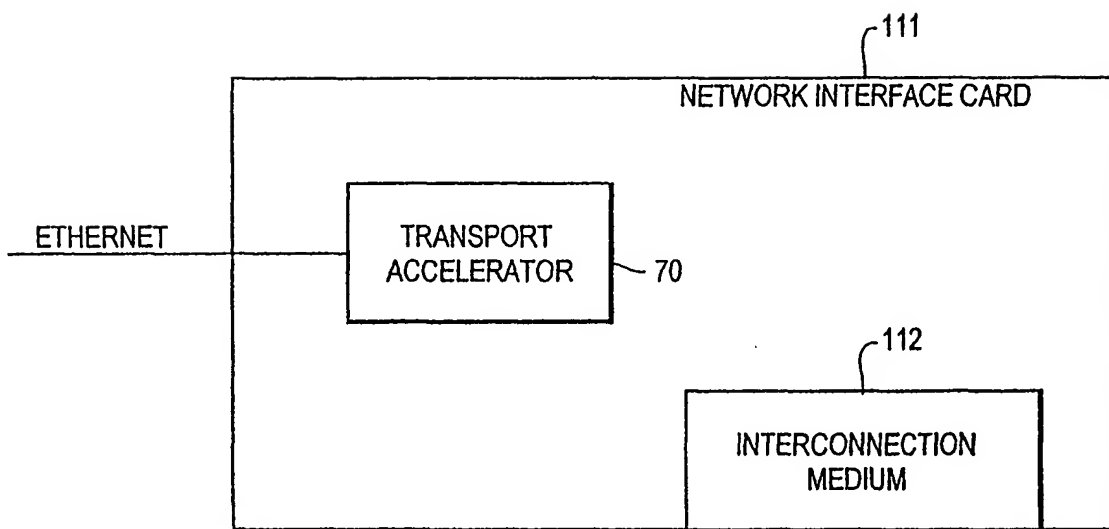 111
NETWORK INTERFACE CARD
ETHERNET
TRANSPORT
ACCELERATOR
70
112
INTERCONNECTION
MEDIUM